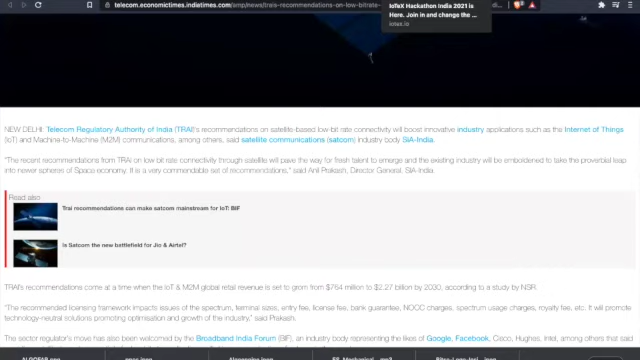 telecom.economictimes.indiatimes.com/amp/news/trais-recommendations-on-low-bitrate-
IoTeX Hackathon India 2021 is
Here. Join in and change the ...
iotex.io
NEW DELHI: Telecom Regulatory Authority of India (TRAI)'s recommendations on satellite-based low-bit rate connectivity will boost innovative industry applications such as the Internet of Things
(IoT) and Machine-to-Machine (M2M) communications, among others, said satellite communications (satcom) industry body SIA-India.
"The recent recommendations from TRAI on low bit rate connectivity through satellite will pave the way for fresh talent to emerge and the existing industry will be emboldened to take the proverbial leap
into newer spheres of Space economy. It is a very commendable set of recommendations," said Anil Prakash, Director General, SIA-India.
Read also
Trai recommendations can make satcom mainstream for IoT: BIF
Is Satcom the new battlefield for Jio & Airtel?
TRAI's recommendations come at a time when the IoT & M2M global retail revenue is set to grom from $764 million to $2.27 billion by 2030, according to a study by NSR.
"The recommended licensing framework impacts issues of the spectrum, terminal sizes, entry fee, license fee, bank guarantee, NOCC charges, spectrum usage charges, royalty fee, etc. It will promote
technology-neutral solutions promoting optimisation and growth of the industry," said Prakash.
The sector regulator's move has also been welcomed by the Broadband India Forum (BIF), an industry body representing the likes of Google, Facebook, Cisco, Hughes, Intel, among others that said